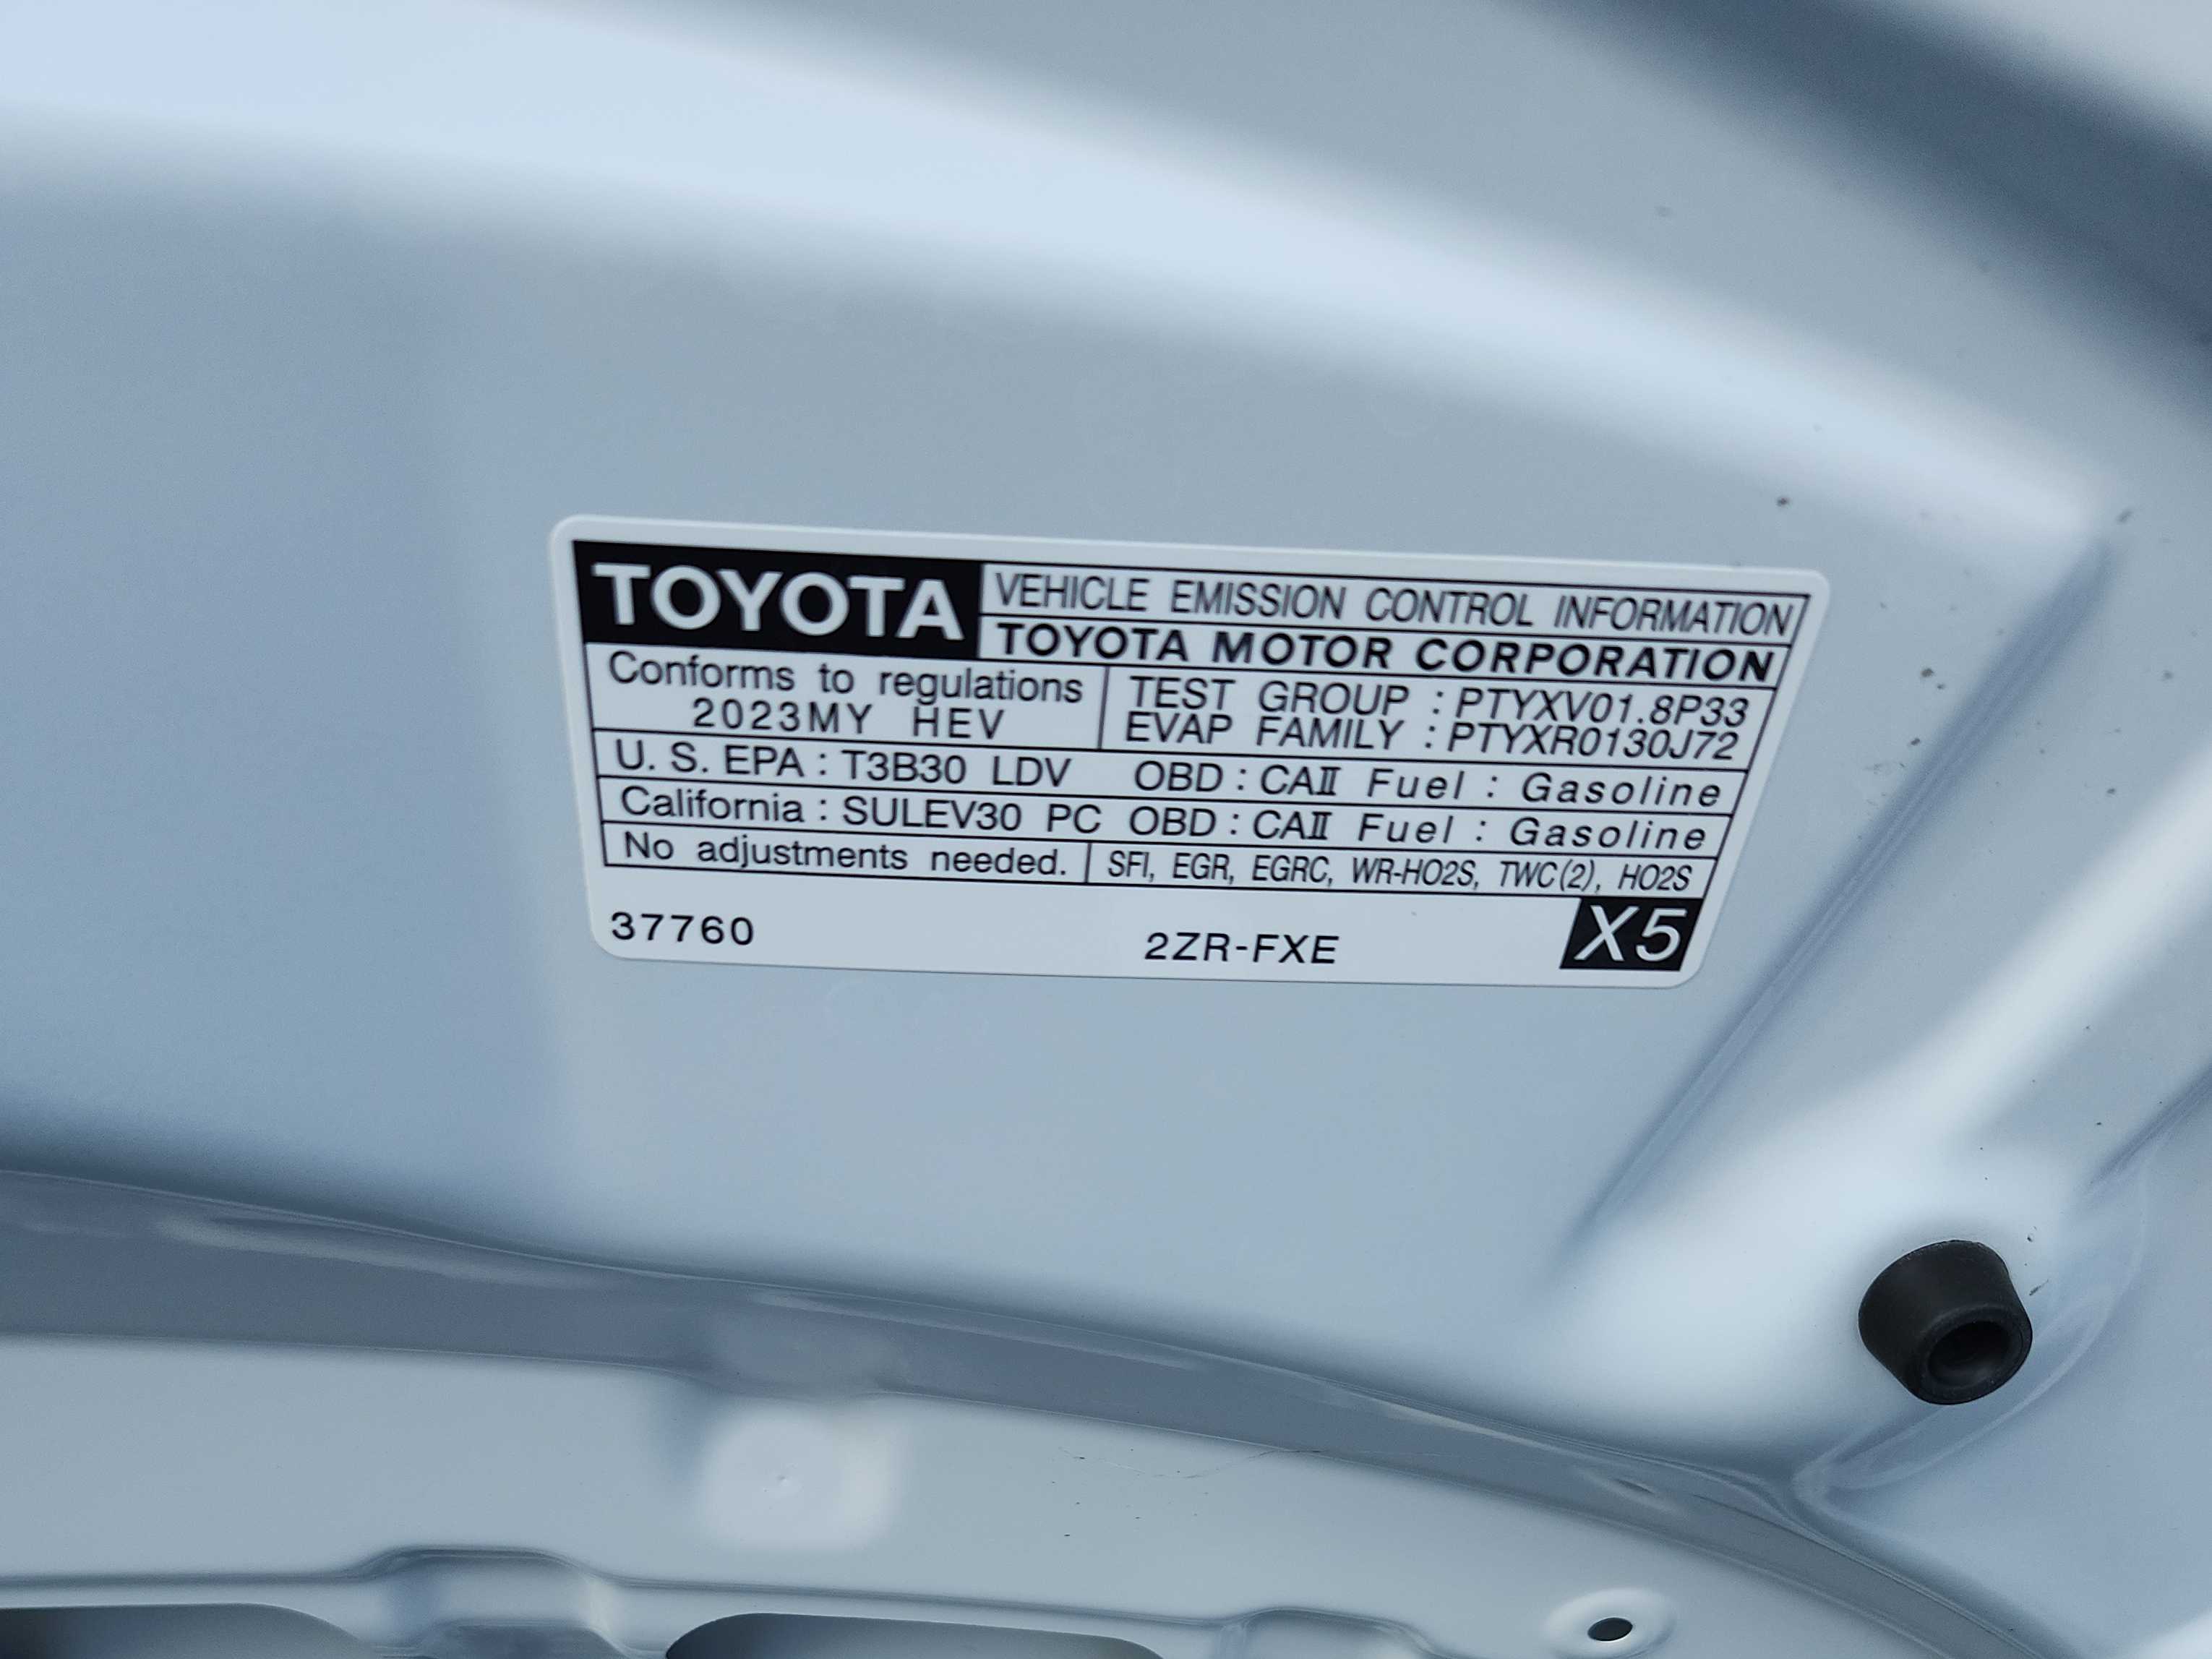 TOYOTA VEHICLE EMISSION CONTROL INFORMATION
TOYOTA MOTOR CORPORATION
Conforms to regulations
2023MY HEV
TEST GROUP : PTYXV01.8P33
EVAP FAMILY : PTYXR0130J72
U. S. EPA : T3B30 LDV OBD : CAⅡ Fuel : Gasoline
California : SULEV30 PC OBD : CAⅡ Fuel : Gasoline
No adjustments needed. SFI, EGR, EGRC, WR-HO2S, TWC(2), HO2S
37760 2ZR-FXE X5